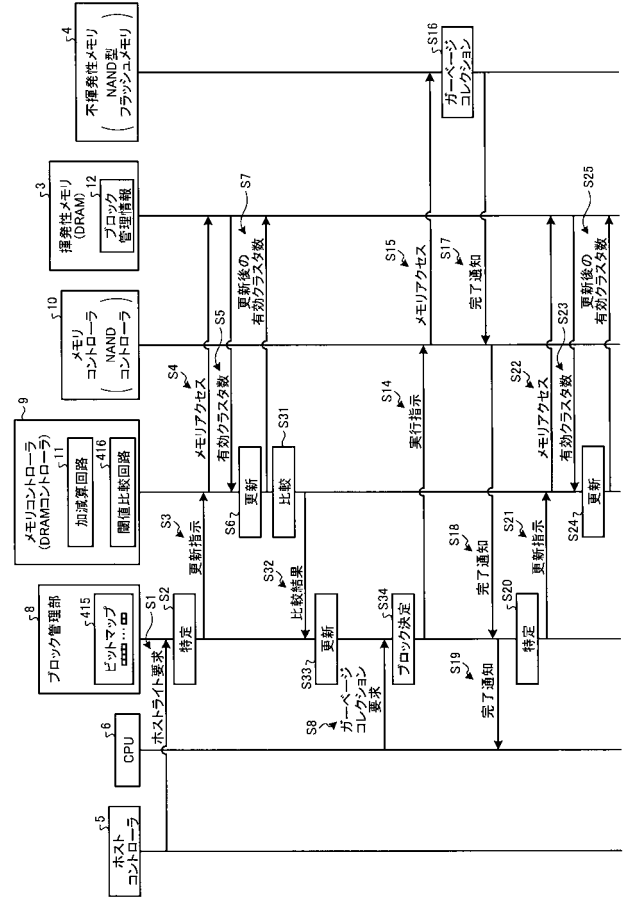 ホスト
コントローラ
5
CPU
6
ブロック管理部
8
ビットマップ
…
415
メモリコントローラ
(DRAMコントローラ)
9
加減算回路
11
閾値比較回路
416
メモリ
コントローラ
(NAND
コントローラ)
10
揮発性メモリ
(DRAM)
3
ブロック
管理情報
12
不揮発性メモリ
(NAND型
フラッシュメモリ)
4
ホストライト要求
S1
特定
S2
更新指示
S3
メモリアクセス
S4
有効クラスタ数
S5
更新
S6
更新後の
有効クラスタ数
S7
比較
S31
比較結果
S32
更新
S33
ガーベージ
コレクション
要求
S8
ブロック決定
S34
実行指示
S14
メモリアクセス
S15
ガーベージ
コレクション
S16
完了通知
S17
完了通知
S18
完了通知
S19
特定
S20
更新指示
S21
メモリアクセス
S22
有効クラスタ数
S23
更新
S24
更新後の
有効クラスタ数
S25